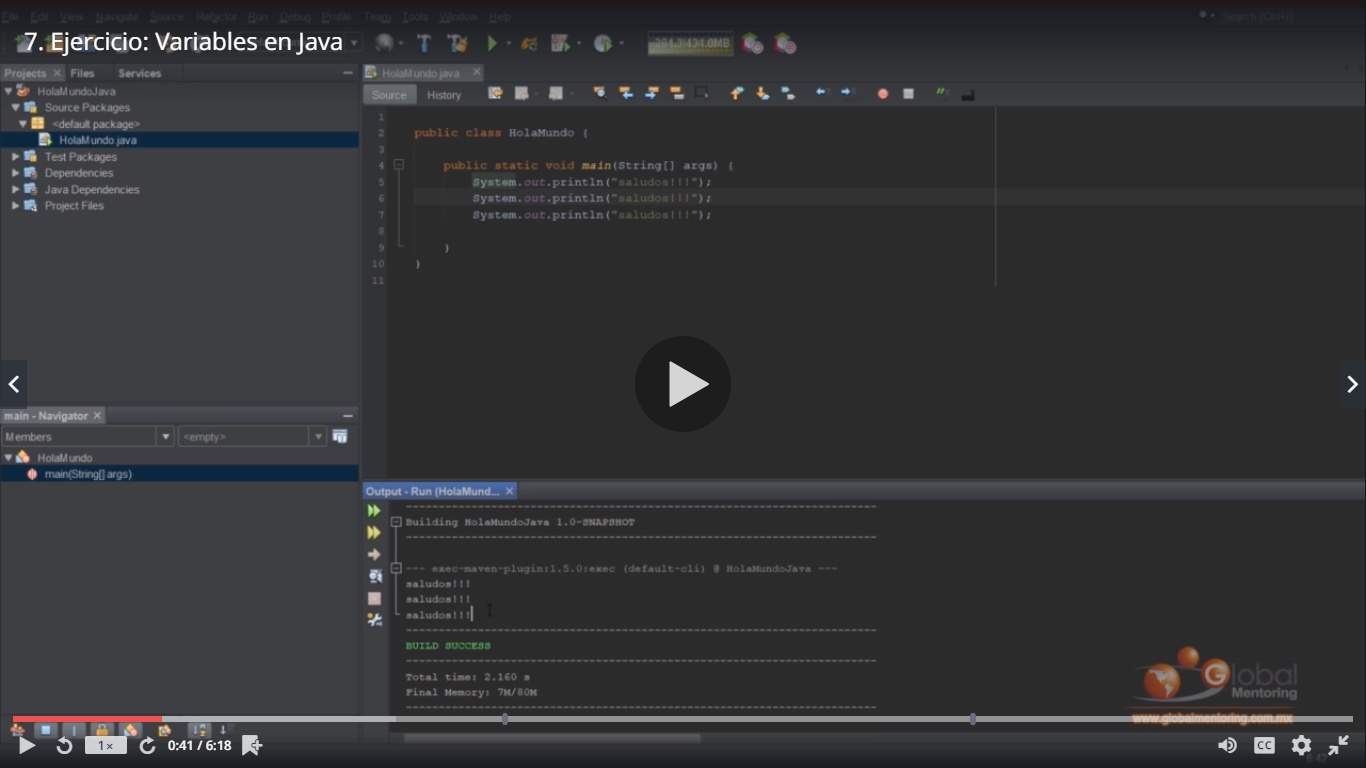 File Edit View Navigate Source Refactor Run Debug Profile Team Tools Window Help Search (Ctrl+I)
7. Ejercicio: Variables en Java
Projects Files Services
HolaMundo.java
Source History
HolaMundoJava
Source Packages
<default package>
HolaMundo.java
Test Packages
Dependencies
Java Dependencies
Project Files
1
2 public class HolaMundo {
3
4 public static void main(String[] args) {
5 System.out.println("saludos!!!");
6 System.out.println("saludos!!!");
7 System.out.println("saludos!!!");
8
9 }
10 }
11
main - Navigator
Members <empty>
HolaMundo
main(String[] args)
Output - Run (HolaMund...
------------------------------------------------------------------------
Building HolaMundoJava 1.0-SNAPSHOT
------------------------------------------------------------------------
--- exec-maven-plugin:1.5.0:exec (default-cli) @ HolaMundoJava ---
saludos!!!
saludos!!!
saludos!!!
------------------------------------------------------------------------
BUILD SUCCESS
------------------------------------------------------------------------
Total time: 2.160 s
Final Memory: 7M/80M
------------------------------------------------------------------------
Global
Mentoring
www.globalmentoring.com.mx
1×
0:41 / 6:18
CC